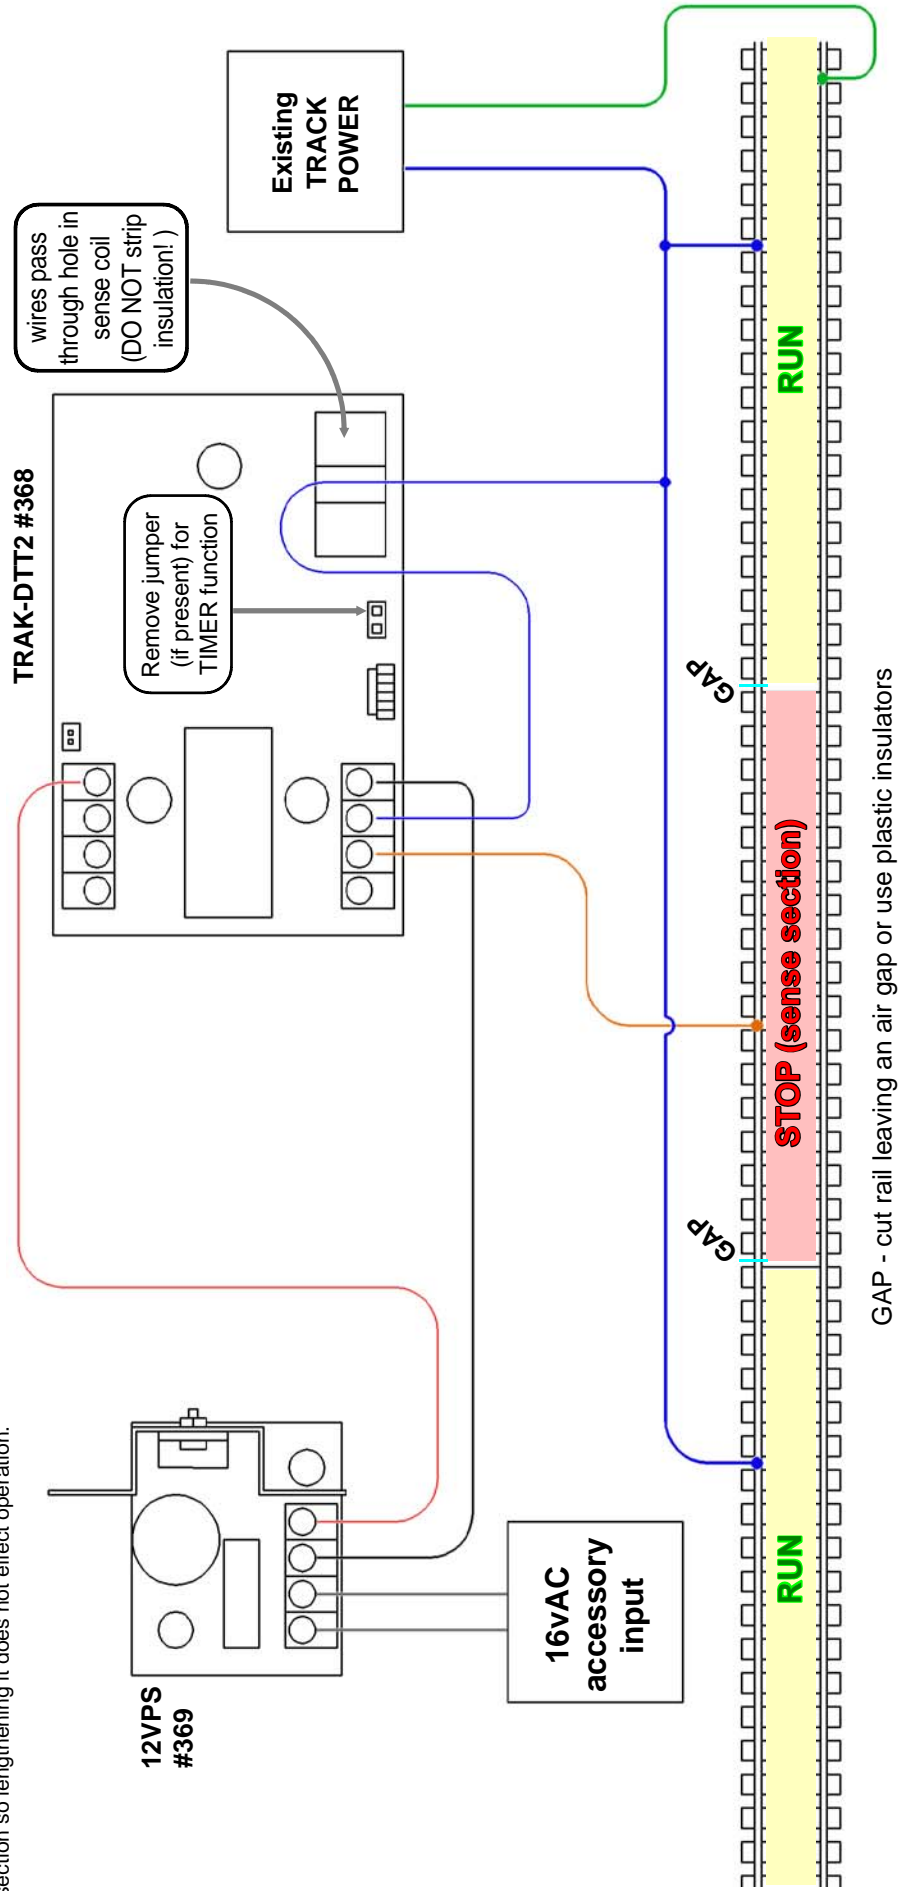 section so lengthening it does not effect operation.
TRAK-DTT2 #368
wires pass
through hole in
sense coil
(DO NOT strip
insulation! )
Remove jumper
(if present) for
TIMER function
Existing
TRACK
POWER
12VPS
#369
16vAC
accessory
input
GAP
GAP
RUN
STOP (sense section)
RUN
GAP - cut rail leaving an air gap or use plastic insulators